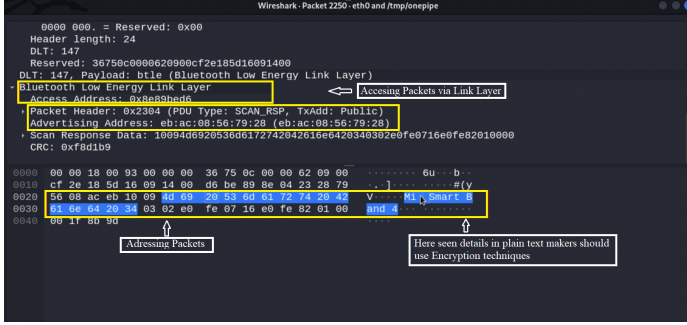 Wireshark · Packet 2250 · eth0 and /tmp/onepipe
0000 000. = Reserved: 0x00
Header length: 24
DLT: 147
Reserved: 36750c0000620900cf2e185d16091400
DLT: 147, Payload: btle (Bluetooth Low Energy Link Layer)
Bluetooth Low Energy Link Layer
Accesing Packets via Link Layer
Access Address: 0x8e89bed6
Packet Header: 0x2304 (PDU Type: SCAN_RSP, TxAdd: Public)
Advertising Address: eb:ac:08:56:79:28 (eb:ac:08:56:79:28)
Scan Response Data: 10094d6920536d6172742042616e6420340302e0fe0716e0fe82010000
CRC: 0xf8d1b9
0000 00 00 18 00 93 00 00 00 36 75 0c 00 00 62 09 00 ········ 6u···b··
0010 cf 2e 18 5d 16 09 14 00 d6 be 89 8e 04 23 28 79 ·.·]···· ·····#(y
0020 56 08 ac eb 10 09 4d 69 20 53 6d 61 72 74 20 42 V·····Mi Smart B
0030 61 6e 64 20 34 03 02 e0 fe 07 16 e0 fe 82 01 00 and 4··· ········
0040 00 1f 8b 9d ····
Adressing Packets
Here seen details in plain text makers should
use Encryption techniques